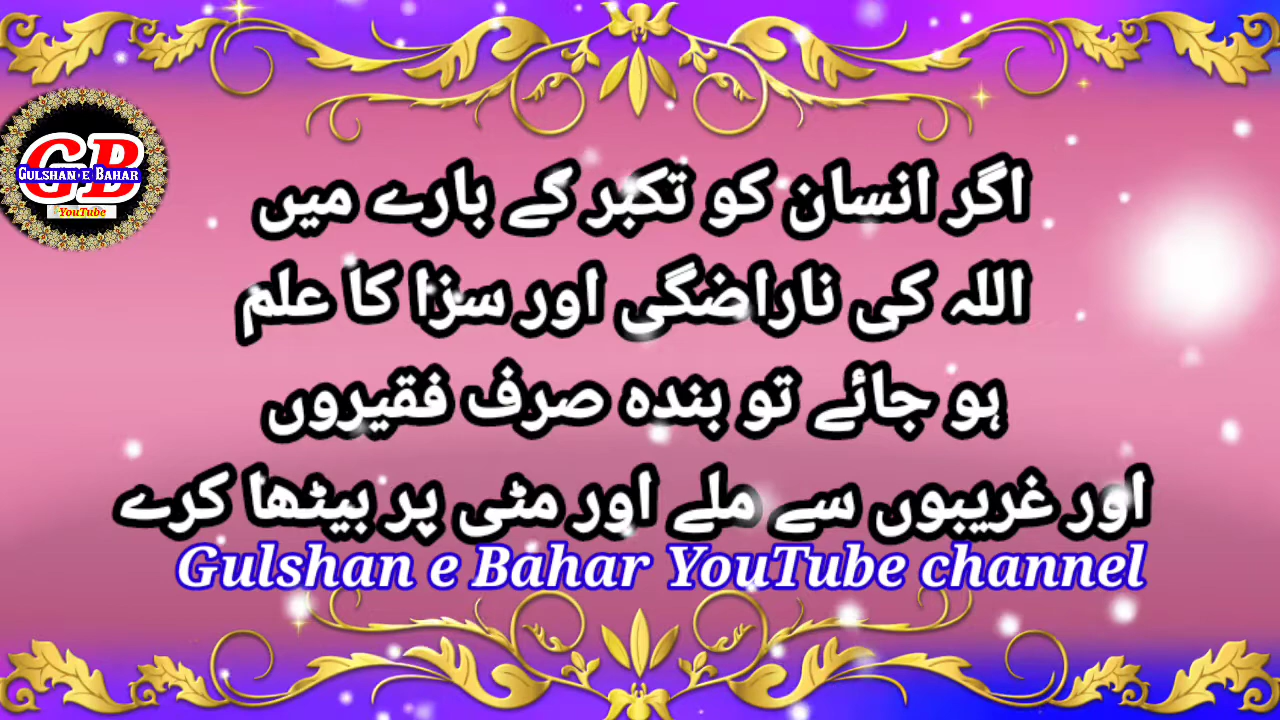 GB
GULSHAN E BAHAR
YouTube
اگر انسان کو تکبر کے بارے میں
اللہ کی ناراضگی اور سزا کا علم
ہو جائے تو بندہ صرف فقیروں
اور غریبوں سے ملے اور مٹی پر بیٹھا کرے
Gulshan e Bahar YouTube channel